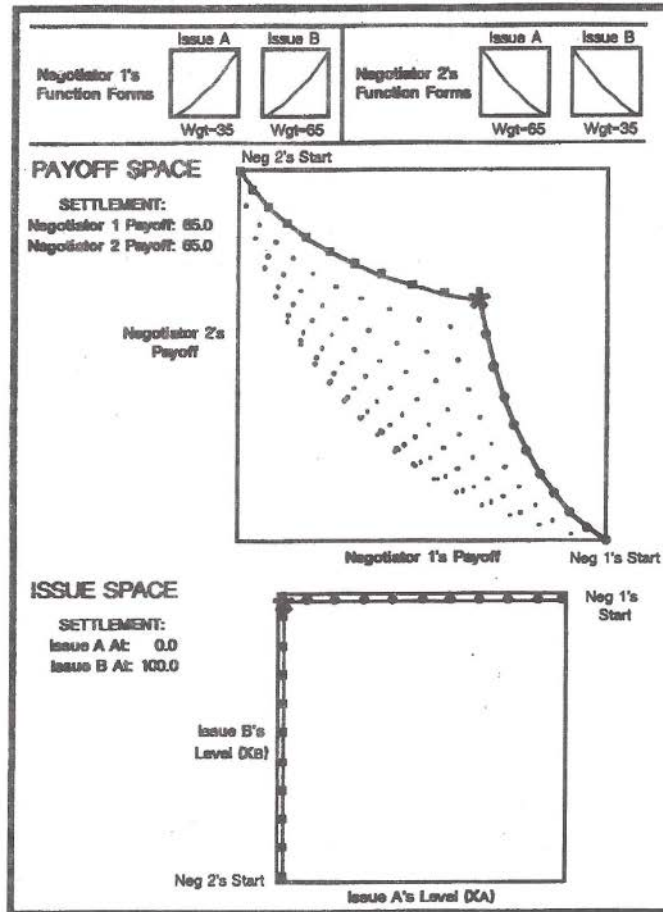 Issue A
Issue B
Negotiator 1's
Function Forms
Wgt=35
Wgt=65
Issue A
Issue B
Negotiator 2's
Function Forms
Wgt=65
Wgt=35
PAYOFF SPACE
Neg 2's Start
SETTLEMENT:
Negotiator 1 Payoff: 65.0
Negotiator 2 Payoff: 65.0
Negotiator 2's
Payoff
Negotiator 1's Payoff
Neg 1's Start
ISSUE SPACE
Neg 1's
Start
SETTLEMENT:
Issue A At: 0.0
Issue B At: 100.0
Issue B's
Level (XB)
Neg 2's Start
Issue A's Level (XA)